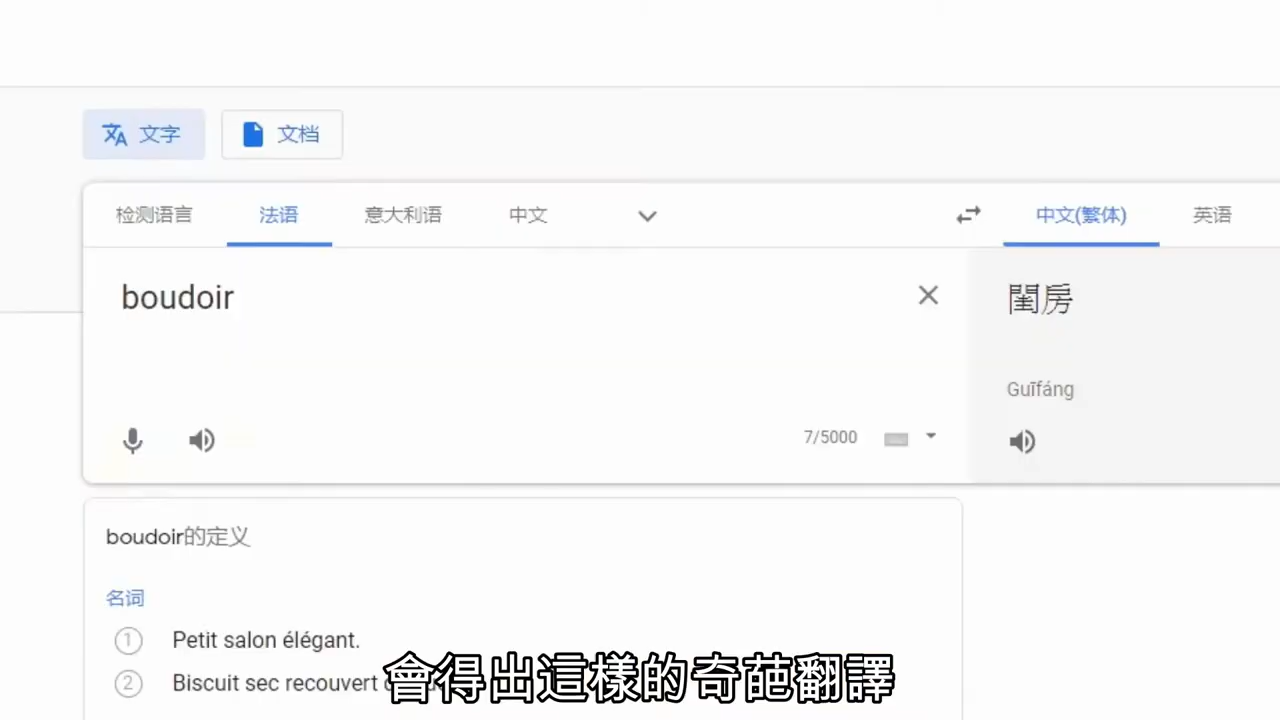 文字 文档
检测语言 法语 意大利语 中文 中文(繁体) 英语
boudoir 閨房
Guīfáng
7/5000
boudoir的定义
名词
1 Petit salon élégant.
2 Biscuit sec recouvert
會得出這樣的奇葩翻譯